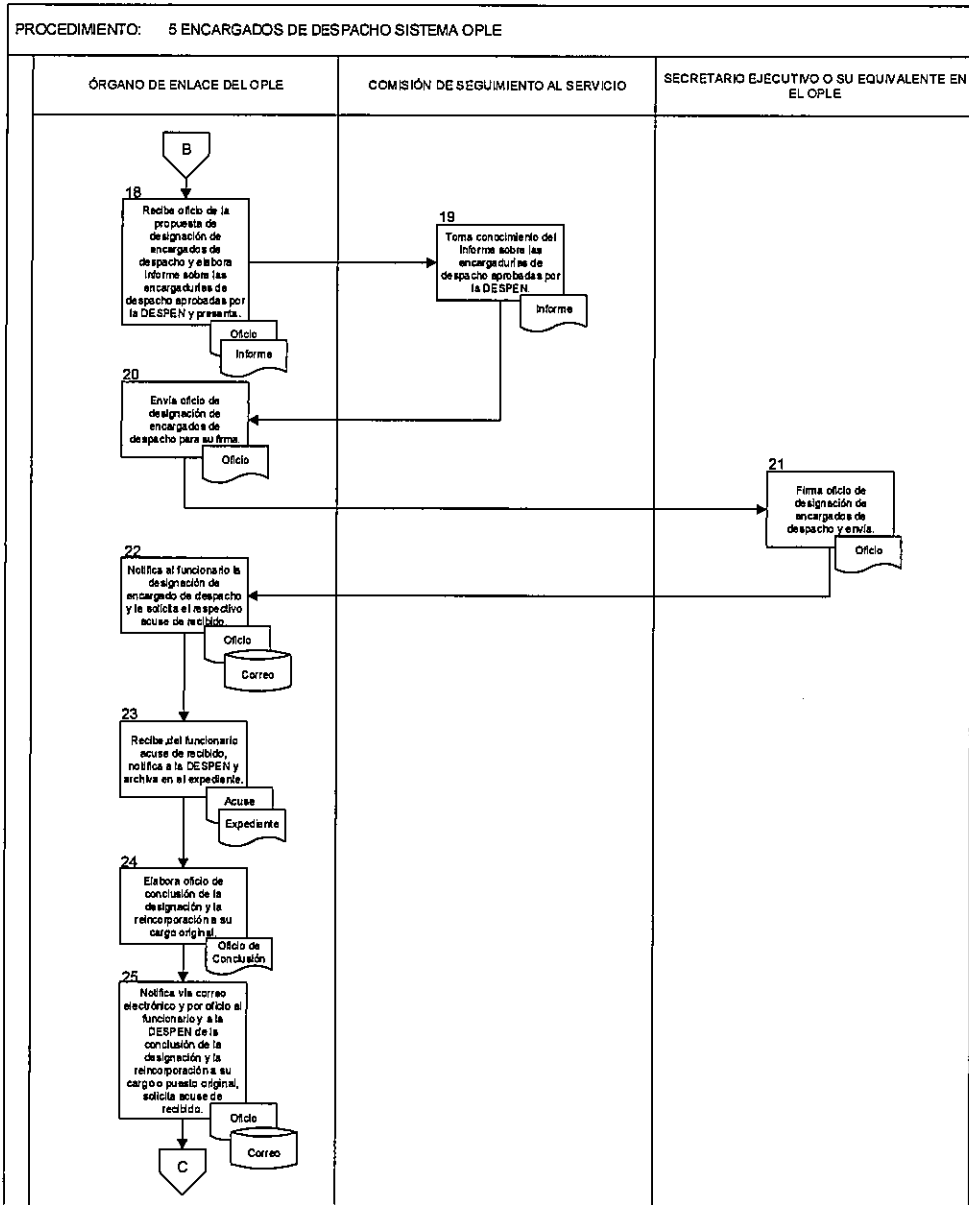 PROCEDIMIENTO: 5 ENCARGADOS DE DESPACHO SISTEMA OPLE
ÓRGANO DE ENLACE DEL OPLE
COMISIÓN DE SEGUIMIENTO AL SERVICIO
SECRETARIO EJECUTIVO O SU EQUIVALENTE EN
EL OPLE
B
18
Recibe oficio de la
propuesta de
designación de
encargados de
despacho y elabora
Informe sobre las
encargadurías de
despacho aprobadas por
la DESPEN y presenta.
Oficio
Informe
19
Toma conocimiento del
Informe sobre las
encargadurías de
despacho aprobadas por
la DESPEN.
Informe
20
Envía oficio de
designación de
encargados de
despacho para su firma.
Oficio
21
Firma oficio de
designación de
encargados de
despacho y envía.
Oficio
22
Notifica al funcionario la
designación de
encargado de despacho
y le solicita el respectivo
acuse de recibido.
Oficio
Correo
23
Recibe del funcionario
acuse de recibido,
notifica a la DESPEN y
archiva en el expediente.
Acuse
Expediente
24
Elabora oficio de
conclusión de la
designación y la
reincorporación a su
cargo original.
Oficio de
Conclusión
25
Notifica vía correo
electrónico y por oficio al
funcionario y a la
DESPEN de la
conclusión de la
designación y la
reincorporación a su
cargo o puesto original,
solicita acuse de
recibido.
Oficio
Correo
C